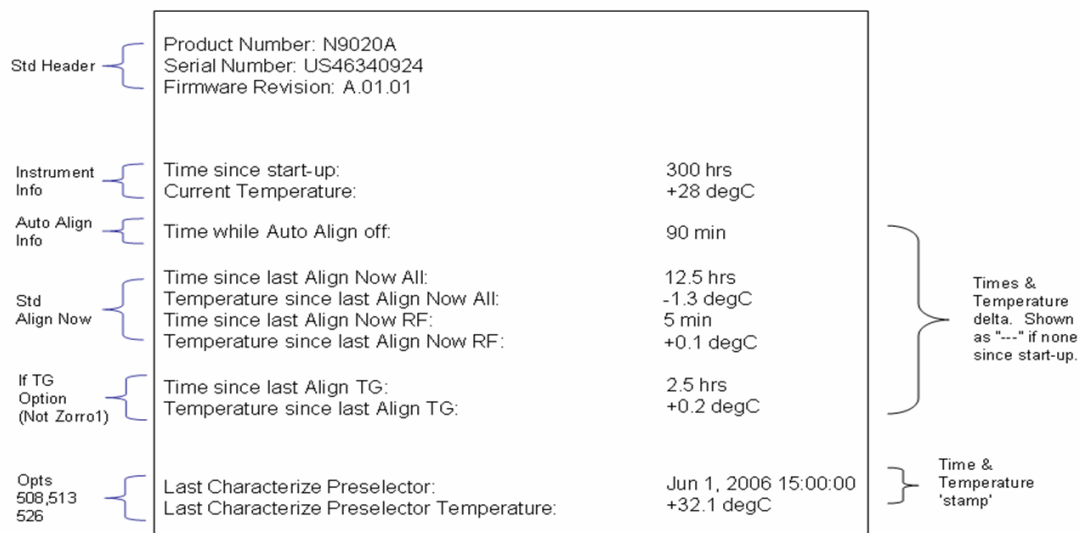 Std Header
Product Number: N9020A
Serial Number: US46340924
Firmware Revision: A.01.01
Instrument
Info
Time since start-up: 300 hrs
Current Temperature: +28 degC
Auto Align
Info
Time while Auto Align off: 90 min
Std
Align Now
Time since last Align Now All: 12.5 hrs
Temperature since last Align Now All: -1.3 degC
Time since last Align Now RF: 5 min
Temperature since last Align Now RF: +0.1 degC
Times &
Temperature
delta. Shown
as "---" if none
since start-up.
If TG
Option
(Not Zorro1)
Time since last Align TG: 2.5 hrs
Temperature since last Align TG: +0.2 degC
Opts
508,513
526
Last Characterize Preselector: Jun 1, 2006 15:00:00
Last Characterize Preselector Temperature: +32.1 degC
Time &
Temperature
'stamp'